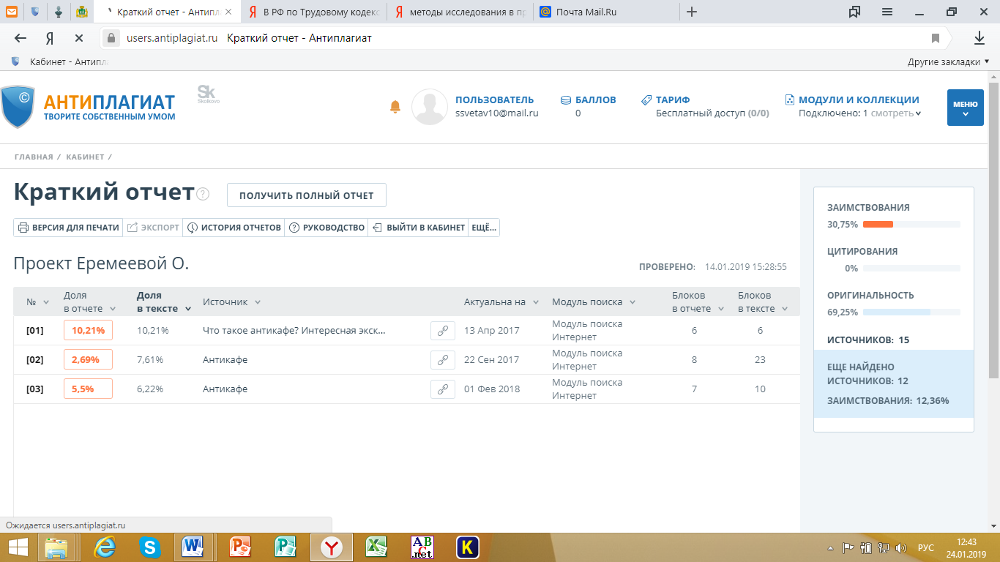 Краткий отчет - Антипл
В РФ по Трудовому кодекс
методы исследования в пр
Почта Mail.Ru
users.antiplagiat.ru Краткий отчет - Антиплагиат
Кабинет - Антипл
Другие закладки
АНТИПЛАГИАТ
ТВОРИТЕ СОБСТВЕННЫМ УМОМ
Sk
Skolkovo
ПОЛЬЗОВАТЕЛЬ
ssvetav10@mail.ru
БАЛЛОВ
0
ТАРИФ
Бесплатный доступ (0/0)
МОДУЛИ И КОЛЛЕКЦИИ
Подключено: 1 смотреть
МЕНЮ
ГЛАВНАЯ / КАБИНЕТ /
Краткий отчет ?
ПОЛУЧИТЬ ПОЛНЫЙ ОТЧЕТ
ВЕРСИЯ ДЛЯ ПЕЧАТИ ЭКСПОРТ ИСТОРИЯ ОТЧЕТОВ РУКОВОДСТВО ВЫЙТИ В КАБИНЕТ ЕЩЁ...
Проект Еремеевой О.
ПРОВЕРЕНО: 14.01.2019 15:28:55
№ Доля в отчете Доля в тексте Источник Актуальна на Модуль поиска Блоков в отчете Блоков в тексте
[01] 10,21% 10,21% Что такое антикафе? Интересная экск... 13 Апр 2017 Модуль поиска Интернет 6 6
[02] 2,69% 7,61% Антикафе 22 Сен 2017 Модуль поиска Интернет 8 23
[03] 5,5% 6,22% Антикафе 01 Фев 2018 Модуль поиска Интернет 7 10
ЗАИМСТВОВАНИЯ
30,75%
ЦИТИРОВАНИЯ
0%
ОРИГИНАЛЬНОСТЬ
69,25%
ИСТОЧНИКОВ: 15
ЕЩЕ НАЙДЕНО
ИСТОЧНИКОВ: 12
ЗАИМСТВОВАНИЯ: 12,36%
Ожидается users.antiplagiat.ru
ABC.net
K
РУС
12:43
24.01.2019